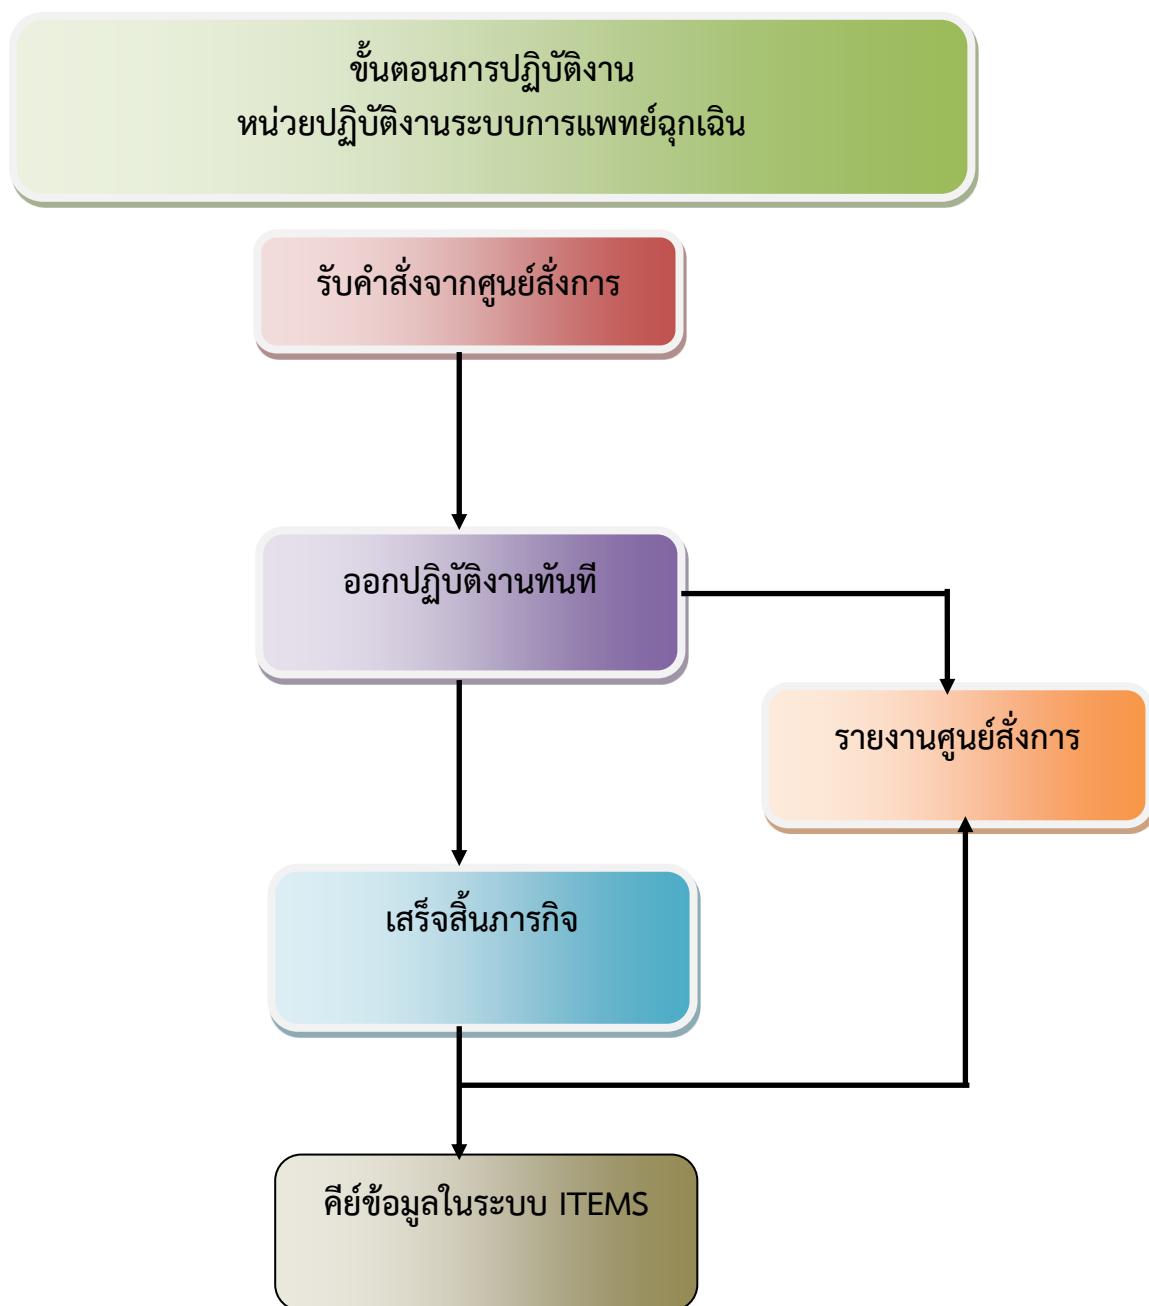 ขั้นตอนการปฏิบัติงาน
หน่วยปฏิบัติงานระบบการแพทย์ฉุกเฉิน
รับคำสั่งจากศูนย์สั่งการ
ออกปฏิบัติงานทันที
รายงานศูนย์สั่งการ
เสร็จสิ้นภารกิจ
คีย์ข้อมูลในระบบ ITEMS